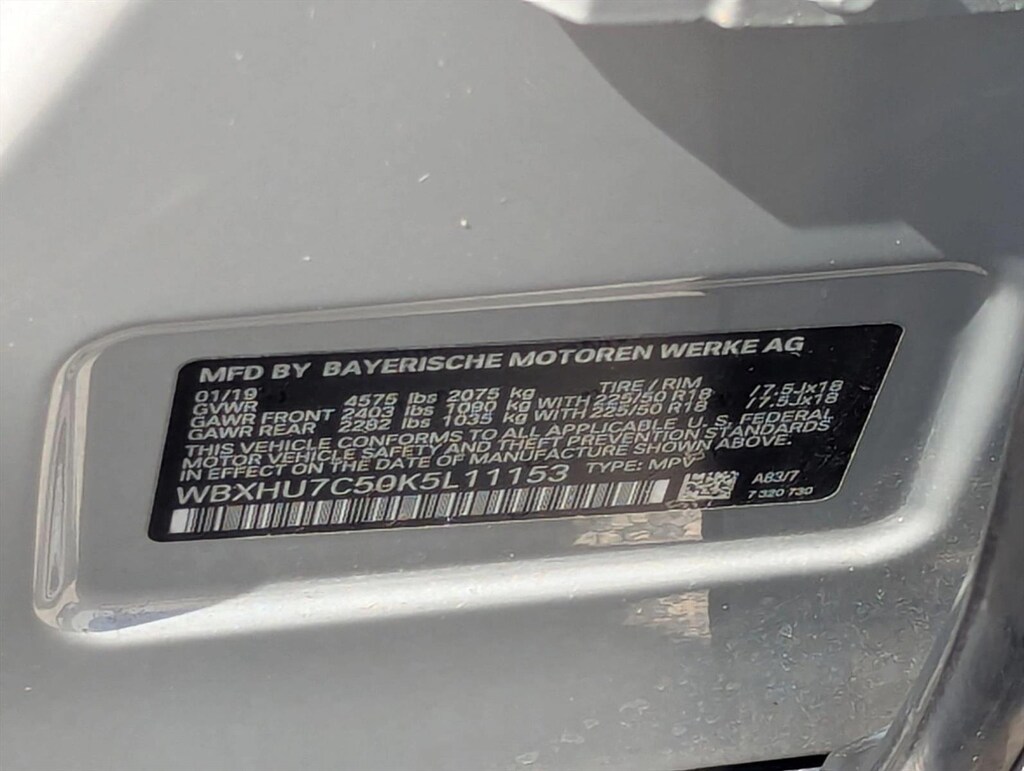 MFD BY BAYERISCHE MOTOREN WERKE AG
01/19 TIRE / RIM
GVWR 4575 lbs 2075 kg
GAWR FRONT 2403 lbs 1090 kg WITH 225/50 R18 /7.5Jx18
GAWR REAR 2282 lbs 1035 kg WITH 225/50 R18 /7.5Jx18
THIS VEHICLE CONFORMS TO ALL APPLICABLE U.S. FEDERAL
MOTOR VEHICLE SAFETY AND THEFT PREVENTION STANDARDS
IN EFFECT ON THE DATE OF MANUFACTURE SHOWN ABOVE.
WBXHU7C50K5L11153 TYPE: MPV
A83/7
7 320 730